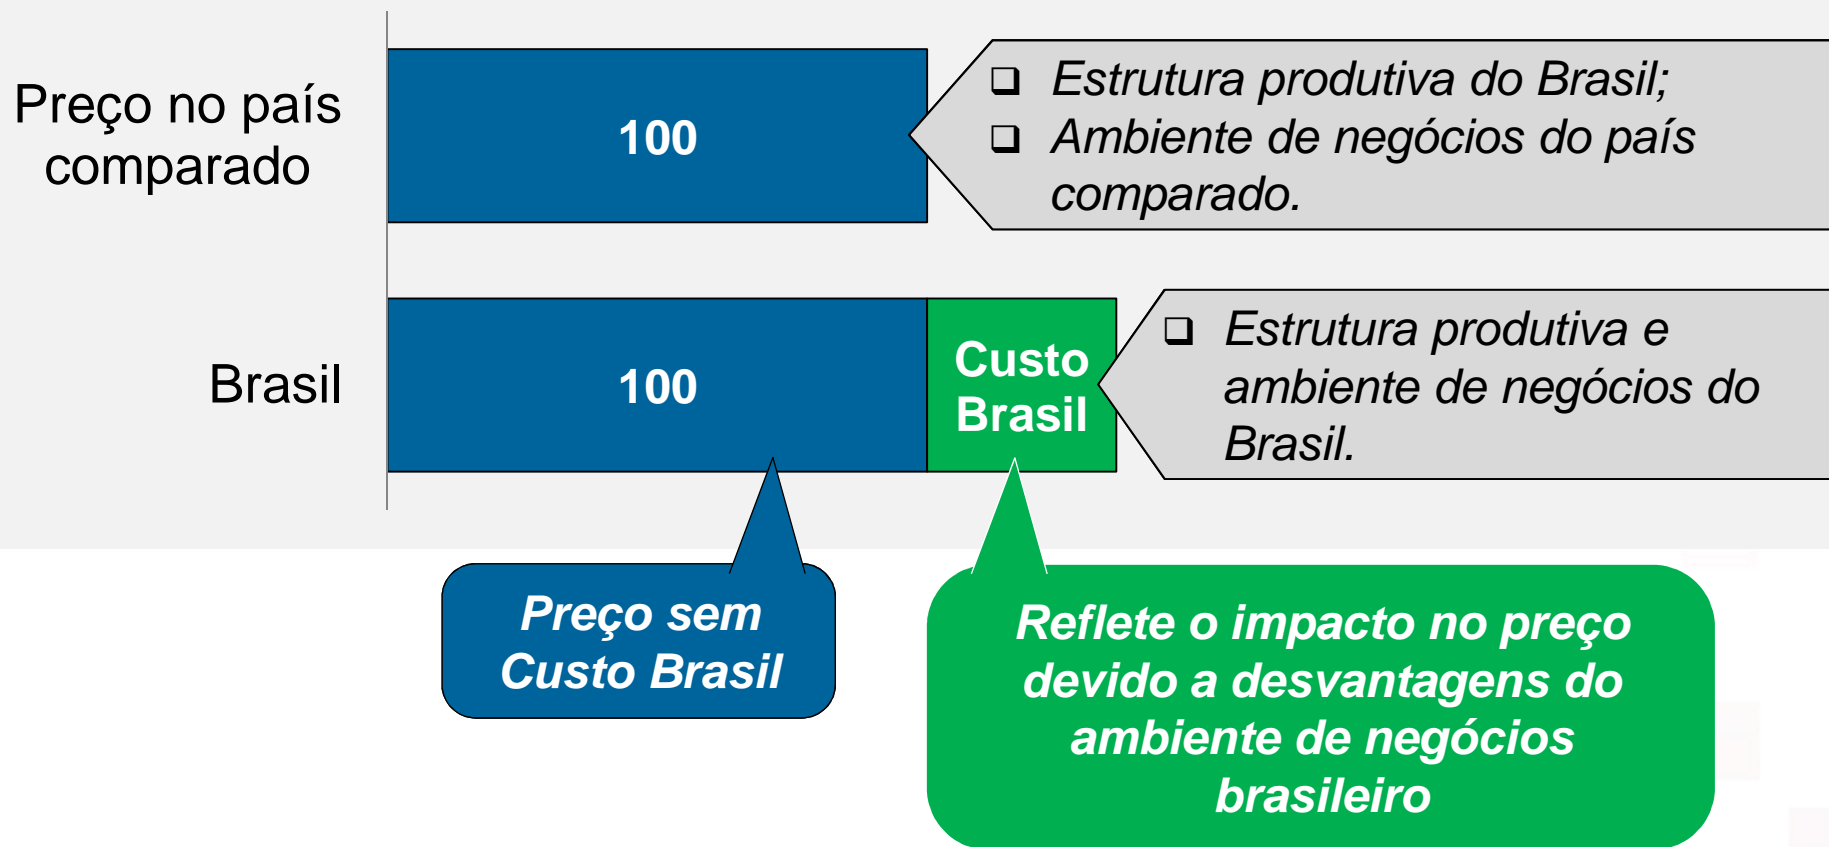 Preço no país
comparado
100
❑ Estrutura produtiva do Brasil;
❑ Ambiente de negócios do país
comparado.
Brasil
100
Custo
Brasil
❑ Estrutura produtiva e
ambiente de negócios do
Brasil.
Preço sem
Custo Brasil
Reflete o impacto no preço
devido a desvantagens do
ambiente de negócios
brasileiro